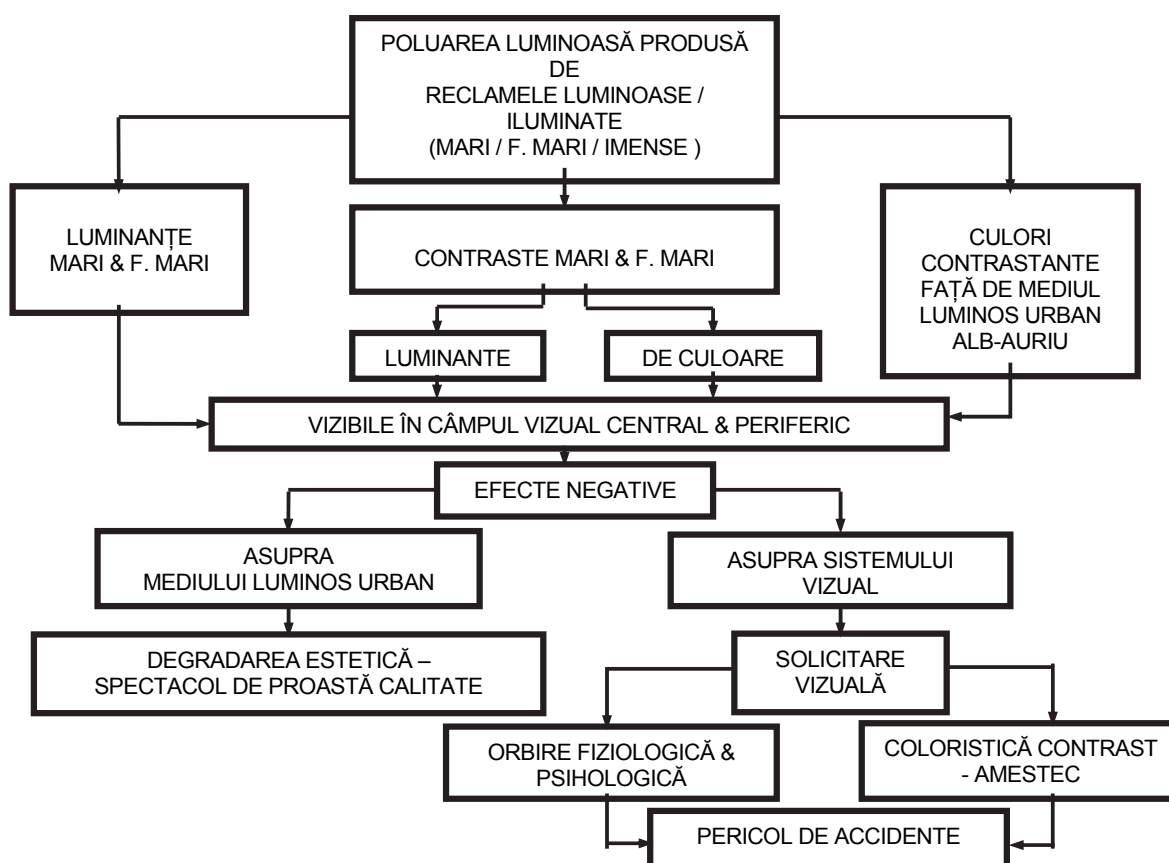 POLUAREA LUMINOASĂ PRODUSĂ
DE
RECLAMELE LUMINOASE /
ILUMINATE
(MARI / F. MARI / IMENSE )
LUMINANȚE
MARI & F. MARI
CONTRASTE MARI & F. MARI
CULORI
CONTRASTANTE
FAȚĂ DE MEDIUL
LUMINOS URBAN
ALB-AURIU
LUMINANTE
DE CULOARE
VIZIBILE ÎN CÂMPUL VIZUAL CENTRAL & PERIFERIC
EFECTE NEGATIVE
ASUPRA
MEDIULUI LUMINOS URBAN
ASUPRA SISTEMULUI
VIZUAL
DEGRADAREA ESTETICĂ –
SPECTACOL DE PROASTĂ CALITATE
SOLICITARE
VIZUALĂ
ORBIRE FIZIOLOGICĂ &
PSIHOLOGICĂ
COLORISTICĂ CONTRAST
- AMESTEC
PERICOL DE ACCIDENTE